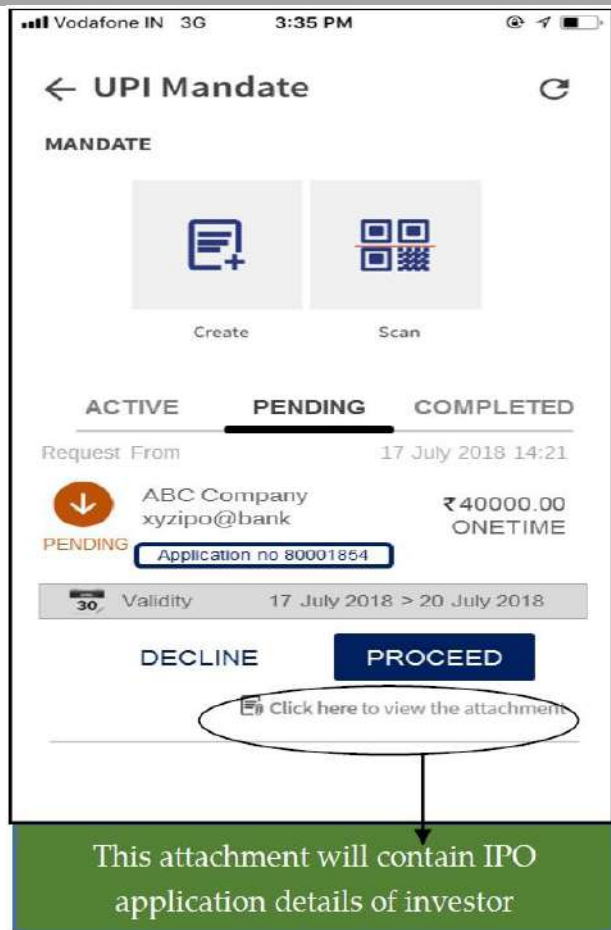 Vodafone IN 3G 3:35 PM
← UPI Mandate
MANDATE
Create Scan
ACTIVE PENDING COMPLETED
Request From 17 July 2018 14:21
ABC Company ₹40000.00
xyzipo@bank ONETIME
PENDING
Application no 80001854
30 Validity 17 July 2018 > 20 July 2018
DECLINE PROCEED
Click here to view the attachment
This attachment will contain IPO
application details of investor